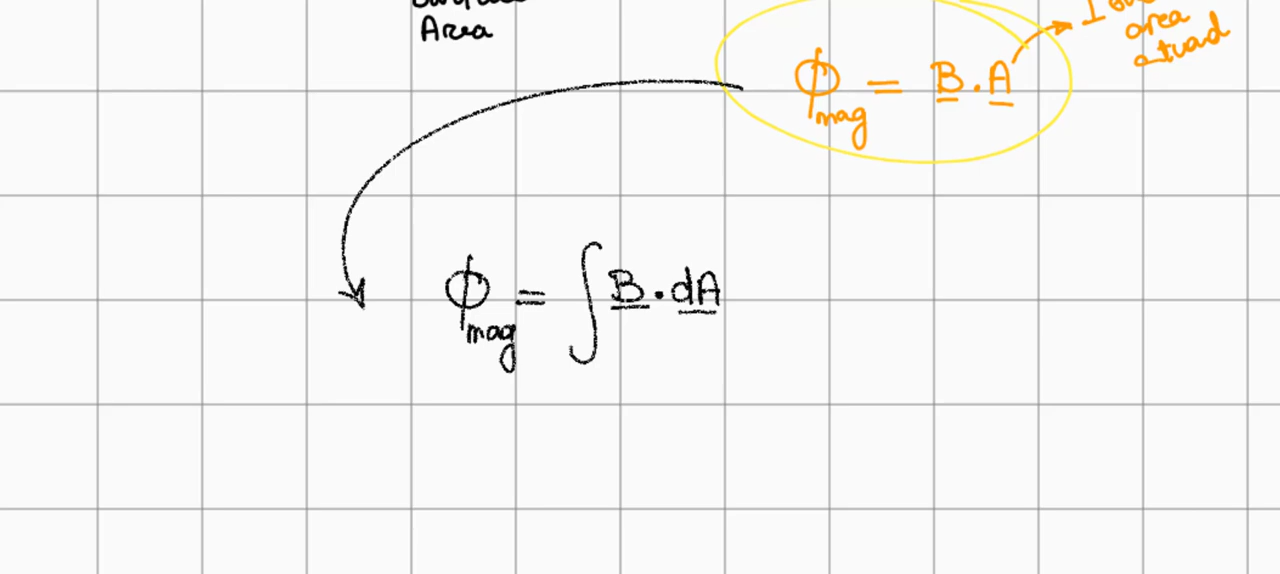 Area
ϕmag = B . A
area
ϕmag = ∫ B . dA